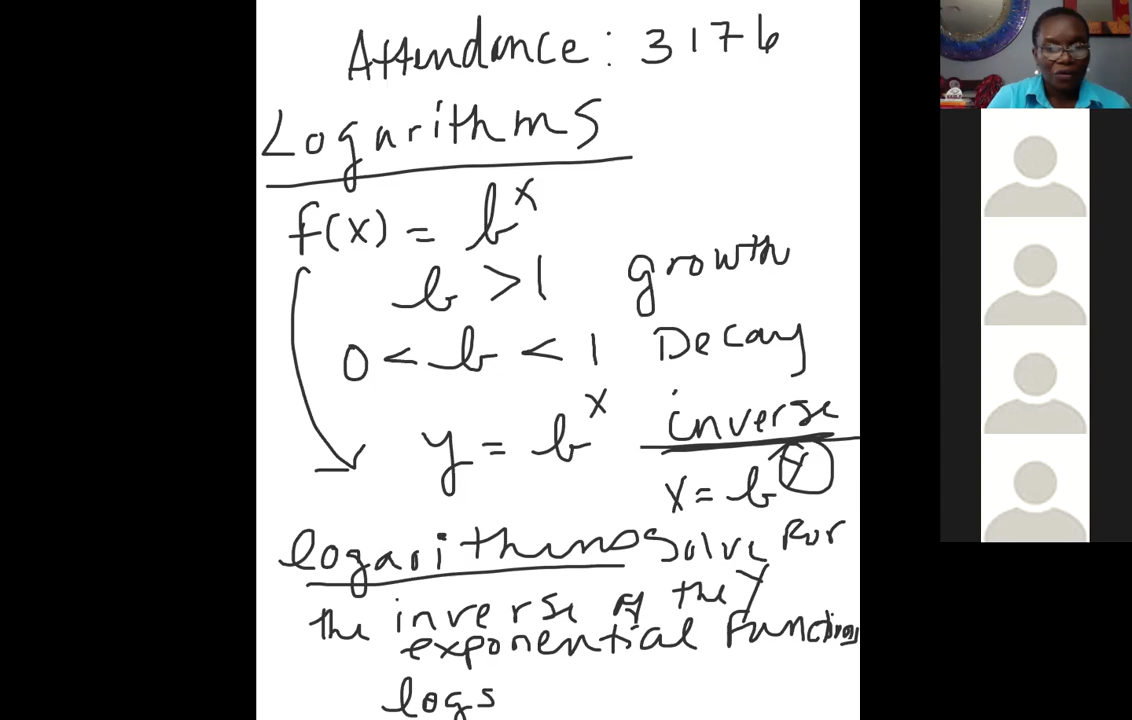 Attendance: 3176
Logarithms
f(x) = b^x
b > 1 growth
0 < b < 1 Decay
y = b^x inverse
x = b^y
logarithms Solve for y
the inverse of the
exponential functions
logs